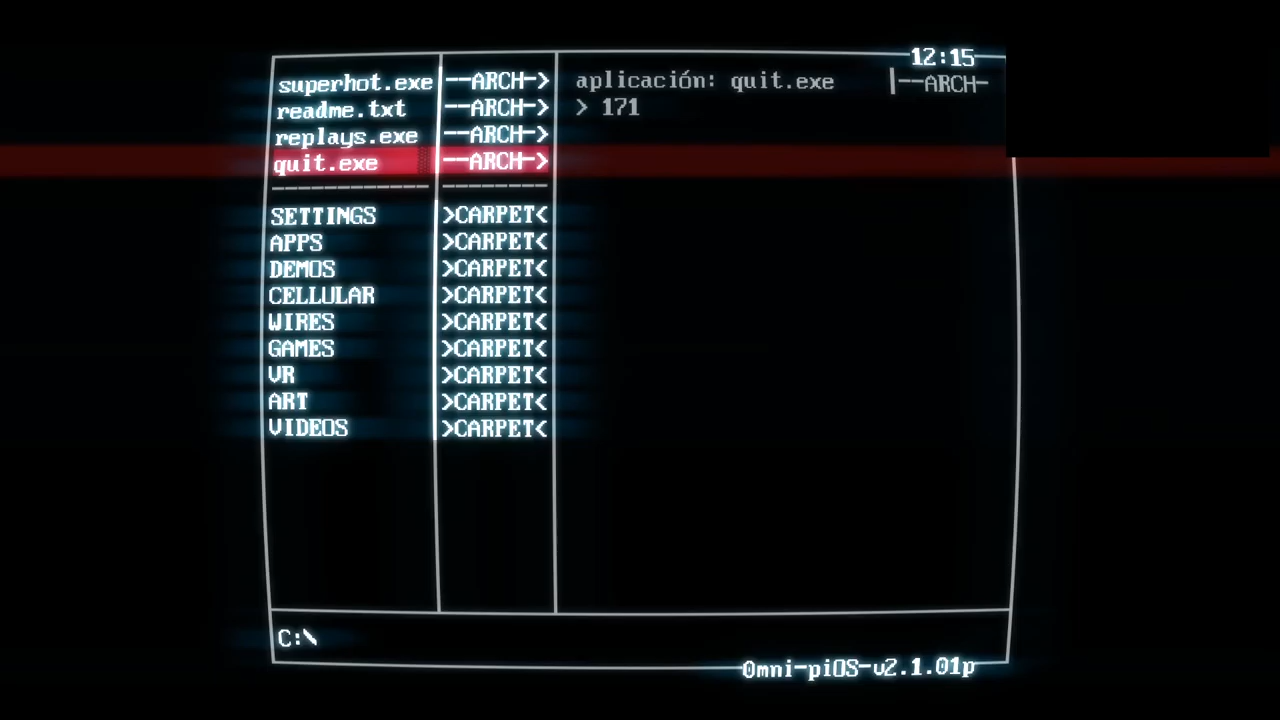 12:15
superhot.exe --ARCH-> aplicación: quit.exe |--ARCH-
readme.txt --ARCH-> > 171
replays.exe --ARCH->
quit.exe --ARCH->
------------ --------
SETTINGS >CARPET<
APPS >CARPET<
DEMOS >CARPET<
CELLULAR >CARPET<
WIRES >CARPET<
GAMES >CARPET<
VR >CARPET<
ART >CARPET<
VIDEOS >CARPET<
C:\
Omni-piOS-v2.1.01p